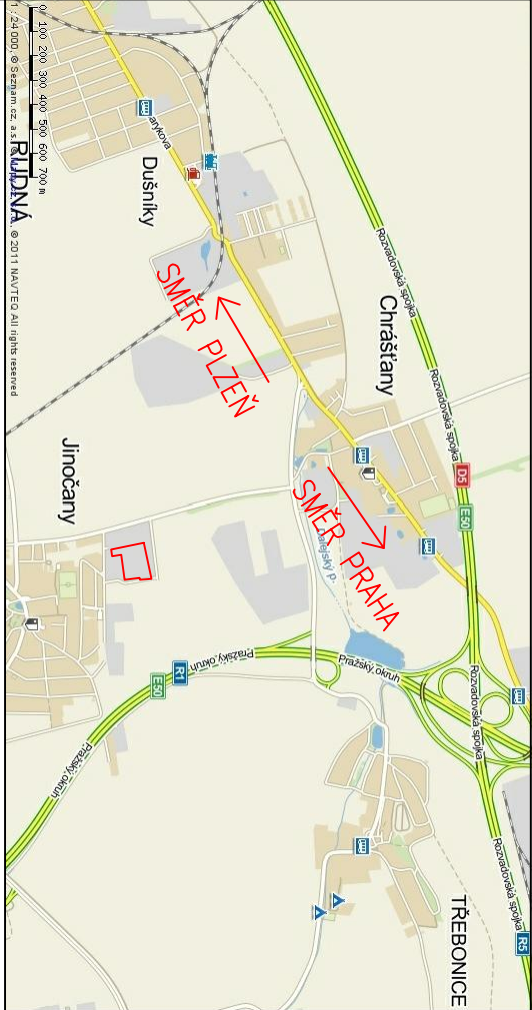 0 100 200 300 400 500 600 700 m
1 : 24 000, © Seznam.cz, a.s.
© 2011 NAVTEQ All rights reserved
RUDNÁ
arykova
Dušníky
SMĚR PLZEŇ
Chrášťany
Rozvadovská spojka
Rozvadovská spojka
D5
E50
SMĚR PRAHA
Dalejský p.
Jinočany
Pražský okruh
Pražský okruh
R1
E50
Pražský okruh
Rozvadovská spojka
Rozvadovská spojka
R5
TŘEBONICE